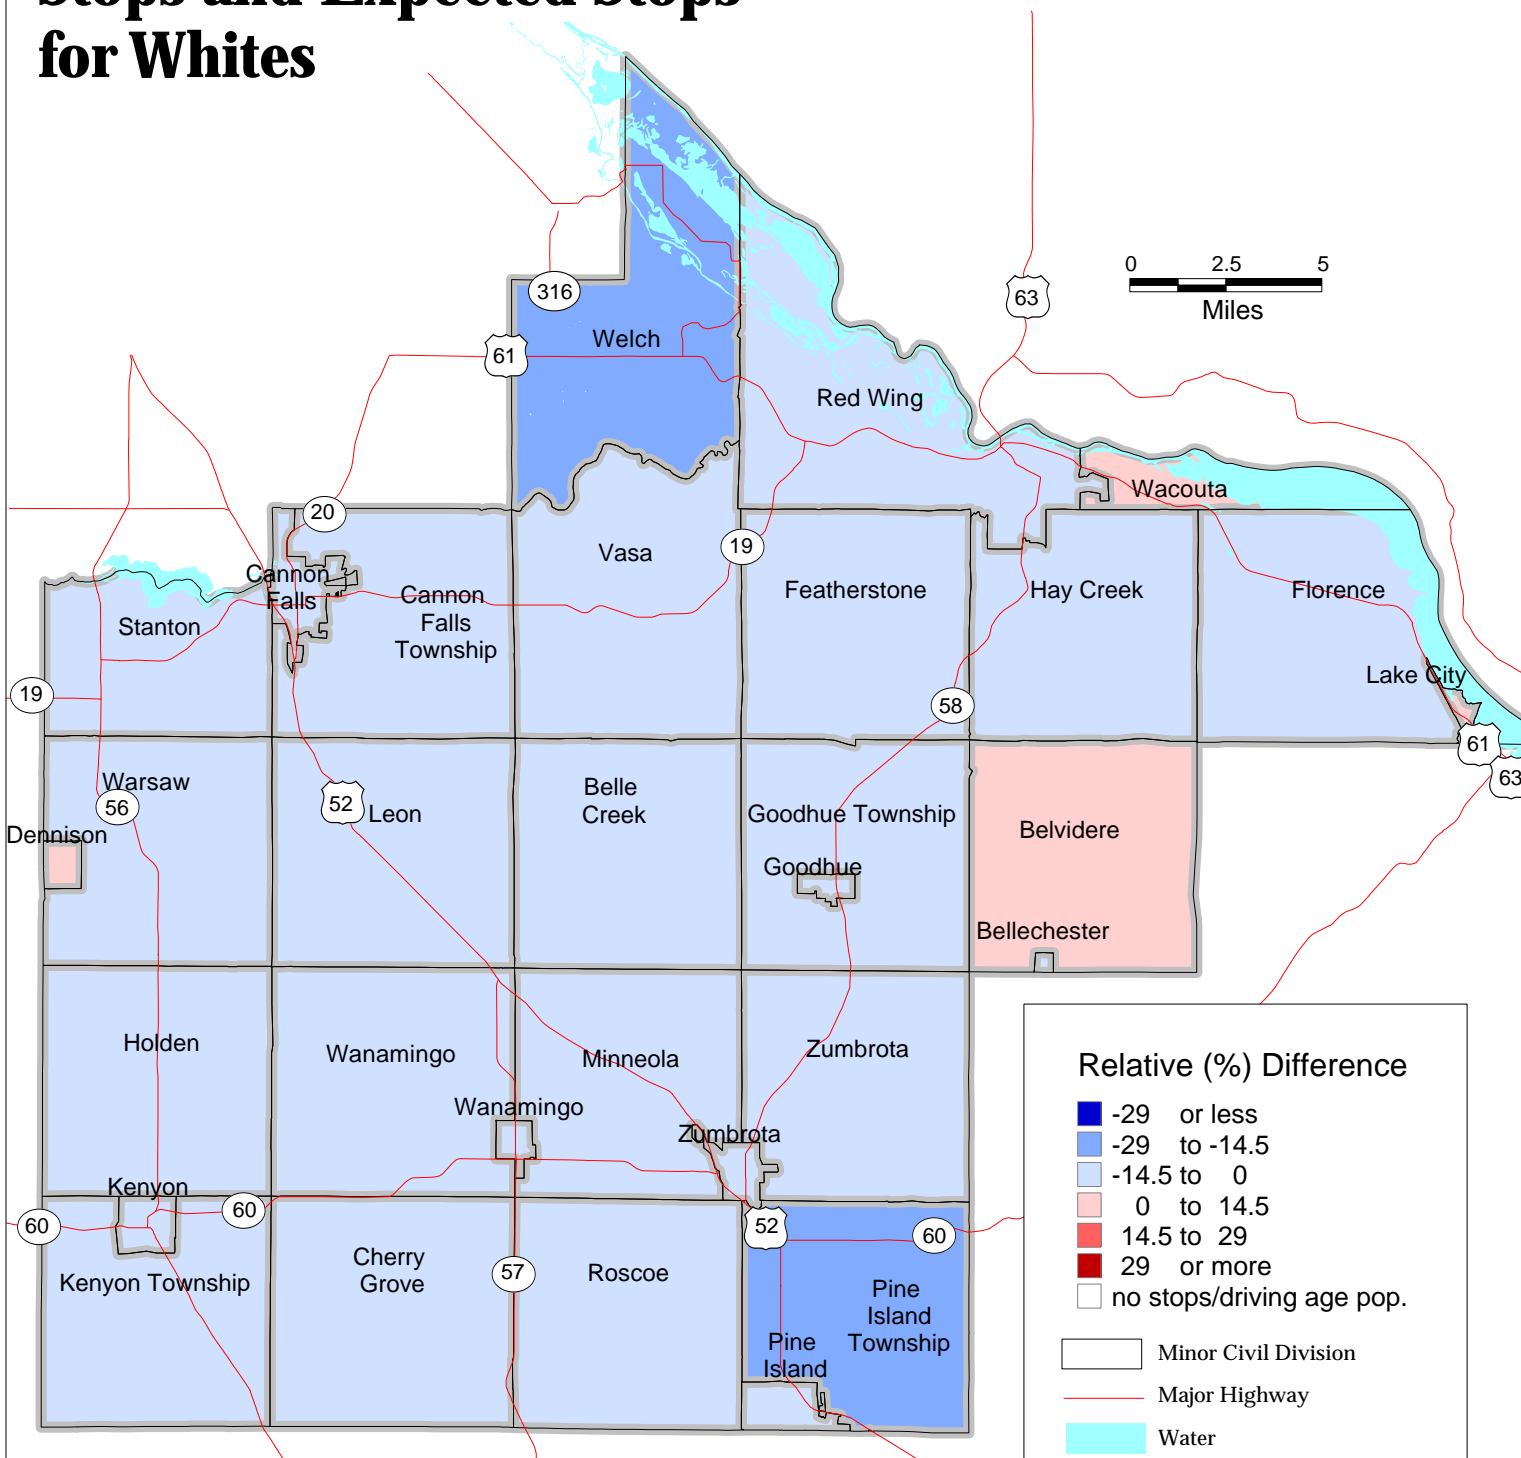 Stops and Expected Stops
for Whites
0 2.5 5
Miles
63
316
61
Welch
Red Wing
Wacouta
20
19
Vasa
Cannon
Falls
Cannon
Falls
Township
Featherstone
Hay Creek
Florence
Stanton
Lake City
19
58
61
63
Warsaw
56
52
Leon
Belle
Creek
Goodhue Township
Dennison
Goodhue
Belvidere
Bellechester
Holden
Wanamingo
Minneola
Zumbrota
Wanamingo
Zumbrota
Kenyon
60
60
52
60
Kenyon Township
Cherry
Grove
57
Roscoe
Pine
Island
Township
Pine
Island
Relative (%) Difference
-29 or less
-29 to -14.5
-14.5 to 0
0 to 14.5
14.5 to 29
29 or more
no stops/driving age pop.
Minor Civil Division
Major Highway
Water